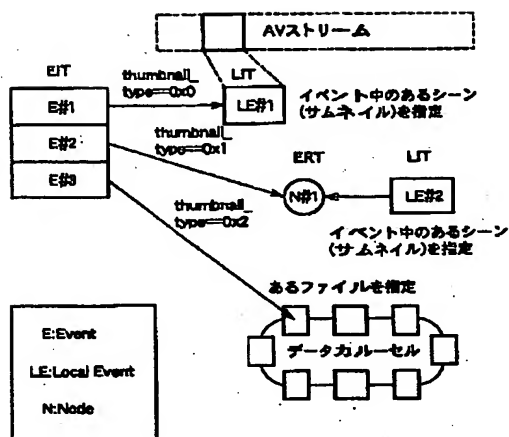 AVストリーム
EIT
thumbnail_
type==0x0
LIT
E#1
LE#1
イベント中のあるシーン
(サムネイル)を指定
thumbnail_
type==0x1
E#2
E#3
ERT
LIT
N#1
LE#2
thumbnail_
type==0x2
イベント中のあるシーン
(サムネイル)を指定
あるファイルを指定
データカルーセル
E:Event
LE:Local Event
N:Node